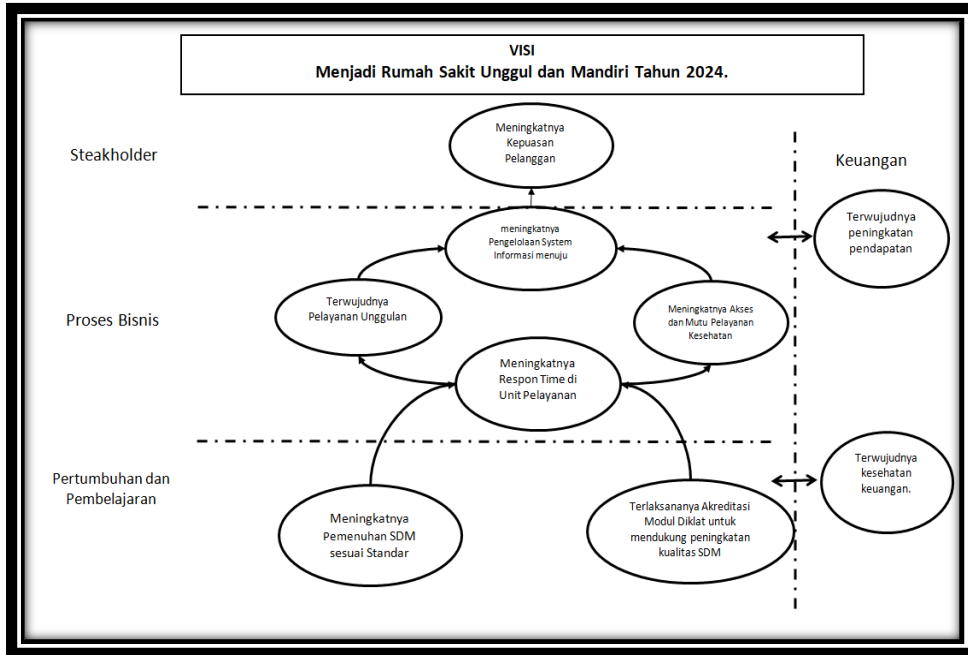 VISI
Menjadi Rumah Sakit Unggul dan Mandiri Tahun 2024.
Steakholder
Meningkatnya
Kepuasan
Pelanggan
Keuangan
Terwujudnya
peningkatan
pendapatan
meningkatnya
Pengelolaan System
Informasi menuju
Proses Bisnis
Terwujudnya
Pelayanan Unggulan
Meningkatnya Akses
dan Mutu Pelayanan
Kesehatan
Meningkatnya
Respon Time di
Unit Pelayanan
Pertumbuhan dan
Pembelajaran
Meningkatnya
Pemenuhan SDM
sesuai Standar
Terlaksananya Akreditasi
Modul Diklat untuk
mendukung peningkatan
kualitas SDM
Terwujudnya
kesehatan
keuangan.